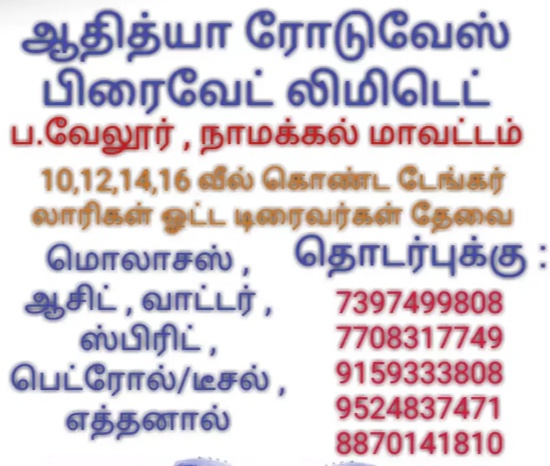 ஆதித்யா ரோடுவேஸ்
பிரைவேட் லிமிடெட்
ப.வேலூர் , நாமக்கல் மாவட்டம்
10,12,14,16 வீல் கொண்ட டேங்கர்
லாரிகள் ஓட்ட டிரைவர்கள் தேவை
மொலாசஸ் ,
ஆசிட் , வாட்டர் ,
ஸ்பிரிட் ,
பெட்ரோல்/டீசல் ,
எத்தனால்
தொடர்புக்கு :
7397499808
7708317749
9159333808
9524837471
8870141810